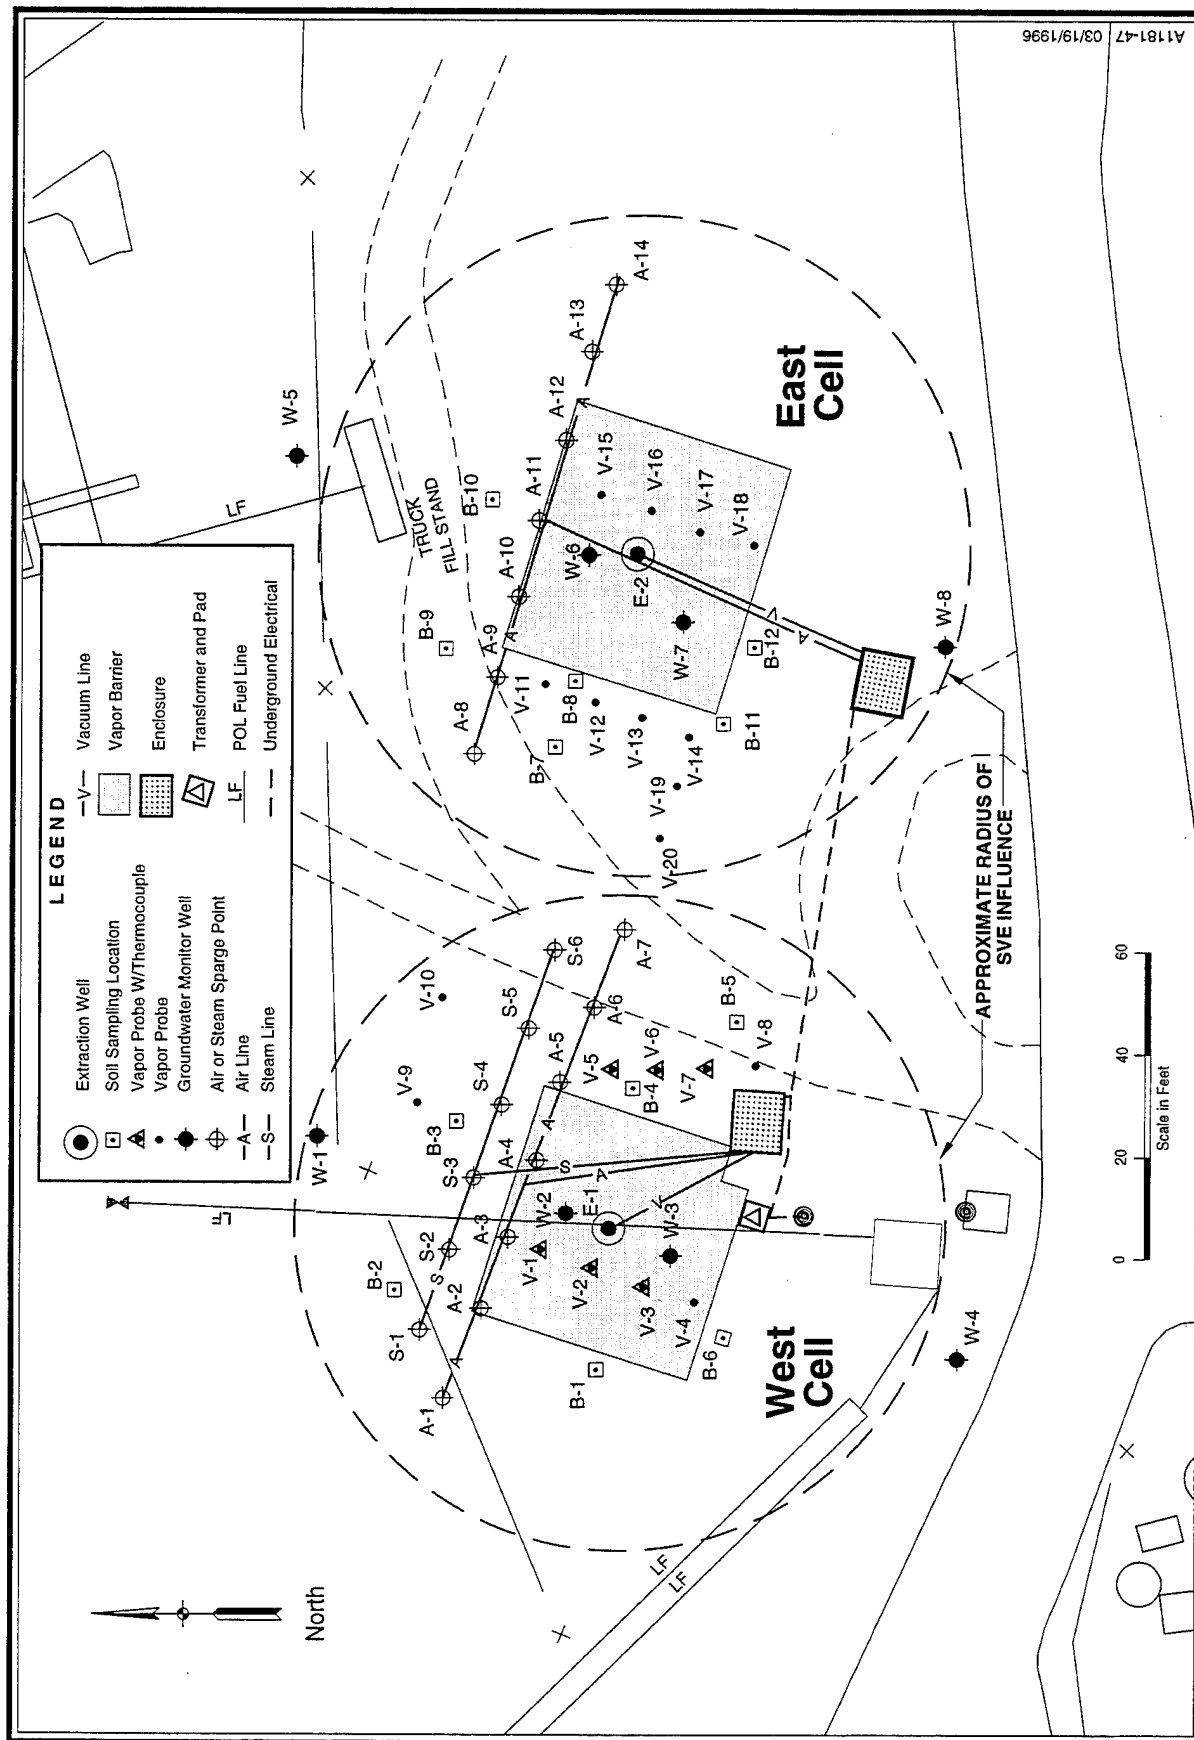 LEGEND
Extraction Well
Soil Sampling Location
Vapor Probe W/Thermocouple
Vapor Probe
Groundwater Monitor Well
Air or Steam Sparge Point
—A— Air Line
—S— Steam Line
—V— Vacuum Line
Vapor Barrier
Enclosure
Transformer and Pad
LF POL Fuel Line
Underground Electrical
North
W-1
W-5
LF
LF
TRUCK
FILL STAND
B-2
S-1
S-2
S
S-3
S-4
S-5
S-6
B-3
V-9
V-10
A-1
A
A-2
A-3
A-4
A
A-5
A-6
A-7
V-1
W-2
E-1
V-2
V-3
W-3
V-4
B-1
B-6
S
A
V
V-5
B-4
V-6
V-7
B-5
V-8
West
Cell
W-4
LF
LF
B-9
B-10
A-8
A-9
A
A-10
A-11
A-12
A
A-13
A-14
V-11
B-7
B-8
V-12
V-13
V-14
V-19
V-20
B-11
B-12
W-6
E-2
W-7
V-15
V-16
V-17
V-18
V
A
East
Cell
W-8
APPROXIMATE RADIUS OF
SVE INFLUENCE
0 20 40 60
Scale in Feet
A1181-47 03/19/1996